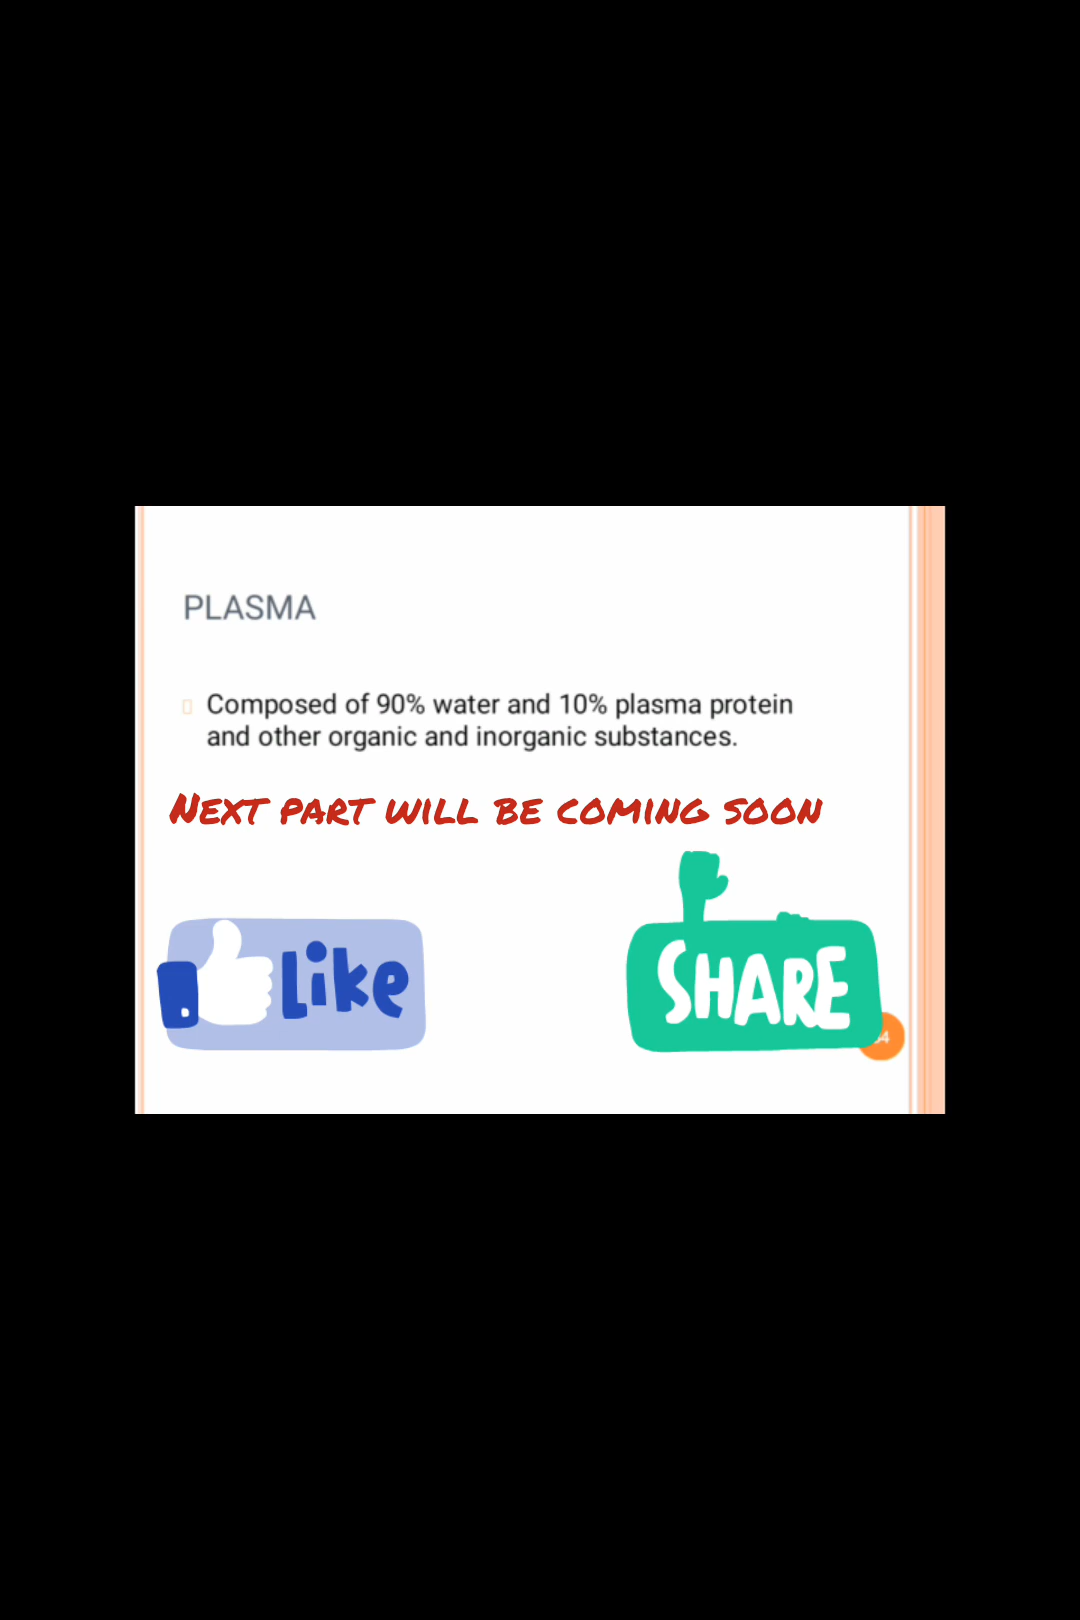 PLASMA
Composed of 90% water and 10% plasma protein
and other organic and inorganic substances.
NEXT PART WILL BE COMING SOON
Like
SHARE